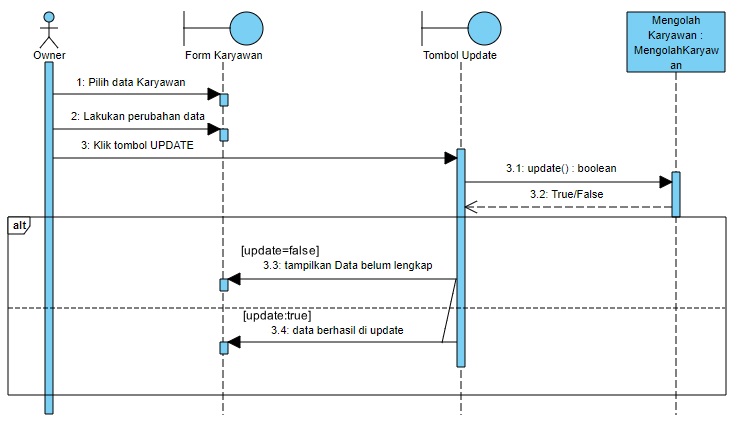 Owner
Form Karyawan
Tombol Update
Mengolah
Karyawan :
MengolahKaryaw
an
1: Pilih data Karyawan
2: Lakukan perubahan data
3: Klik tombol UPDATE
3.1: update() : boolean
3.2: True/False
alt
[update=false]
3.3: tampilkan Data belum lengkap
[update:true]
3.4: data berhasil di update